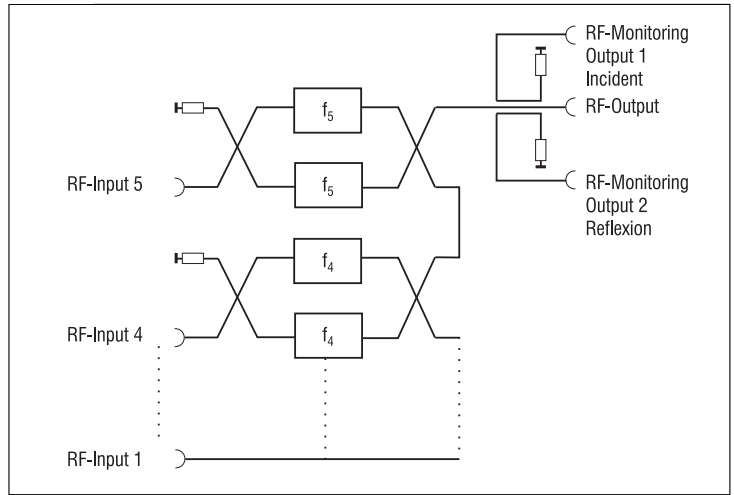 RF-Monitoring
Output 1
Incident
RF-Output
f5
f5
RF-Input 5
RF-Monitoring
Output 2
Reflexion
f4
f4
RF-Input 4
RF-Input 1